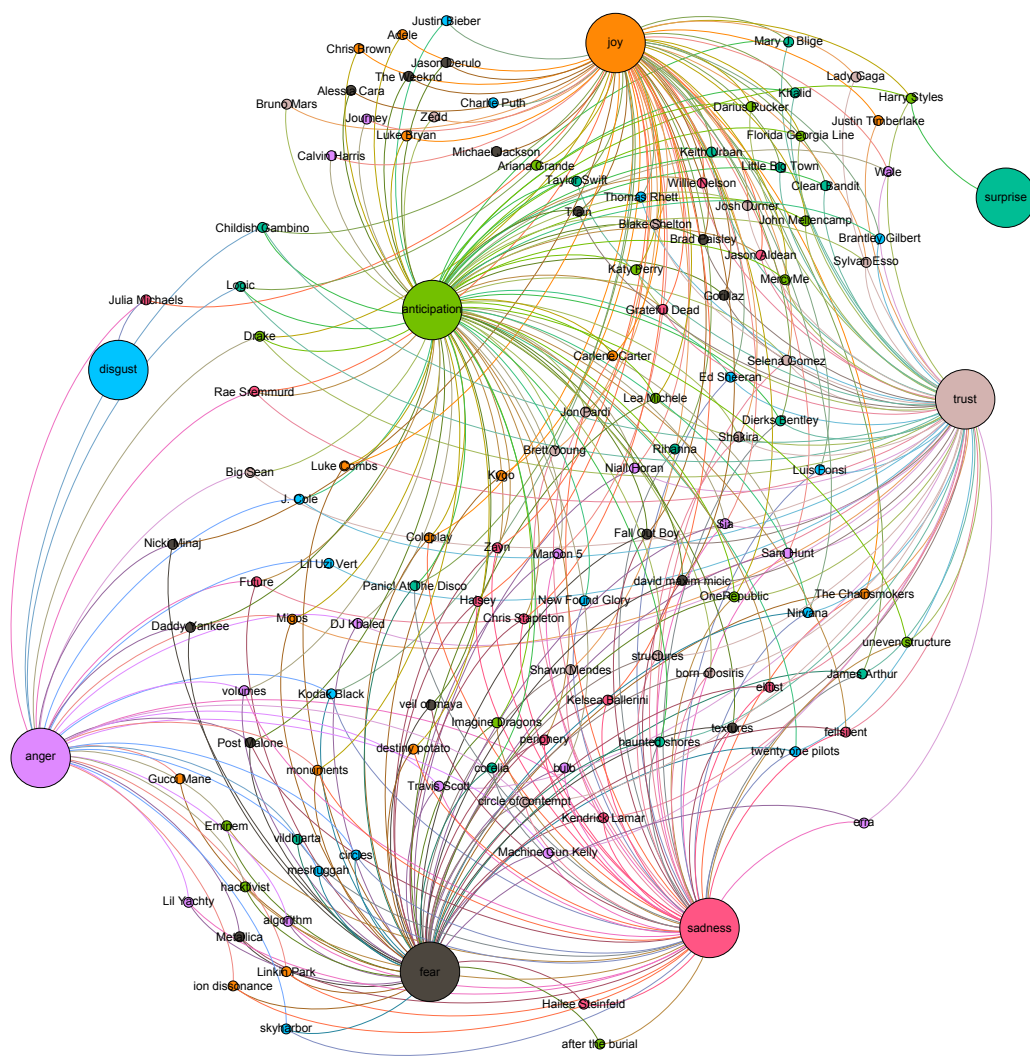 Justin Bieber
Adele
joy
Mary J. Blige
Chris Brown
Jason Derulo
The Weeknd
Lady Gaga
Alessia Cara
Khalid
Harry Styles
Bruno Mars
Charlie Puth
Darius Rucker
Zedd
Journey
Justin Timberlake
Luke Bryan
Florida Georgia Line
Calvin Harris
Michael Jackson
Keith Urban
Ariana Grande
Little Big Town
Wale
Taylor Swift
Willie Nelson
Clean Bandit
Thomas Rhett
surprise
Train
Josh Turner
John Mellencamp
Childish Gambino
Blake Shelton
Brad Paisley
Brantley Gilbert
Jason Aldean
Sylvan Esso
Katy Perry
MercyMe
Logic
Gorillaz
Julia Michaels
anticipation
Grateful Dead
Drake
Carlene Carter
Selena Gomez
disgust
Ed Sheeran
Rae Sremmurd
Lea Michele
trust
Jon Pardi
Dierks Bentley
Shakira
Brett Young
Rihanna
Big Sean
Luke Combs
Niall Horan
Luis Fonsi
Kygo
J. Cole
Sia
Coldplay
Fall Out Boy
Nicki Minaj
Zayn
Maroon 5
Sam Hunt
Lil Uzi Vert
Future
Panic! At The Disco
david maxim micic
Halsey
New Found Glory
OneRepublic
The Chainsmokers
Migos
DJ Khaled
Chris Stapleton
Nirvana
Daddy Yankee
uneven structure
structures
Shawn Mendes
born of osiris
James Arthur
volumes
Kodak Black
veil of maya
Kelsea Ballerini
exist
Imagine Dragons
textures
fellsilent
Post Malone
destiny potato
periphery
haunted shores
twenty one pilots
anger
monuments
corelia
bulb
Gucci Mane
Travis Scott
circle of contempt
Kendrick Lamar
erra
Eminem
vildhjarta
circles
Machine Gun Kelly
meshuggah
hacktivist
Lil Yachty
algorithm
sadness
Metallica
fear
Linkin Park
ion dissonance
Hailee Steinfeld
skyharbor
after the burial